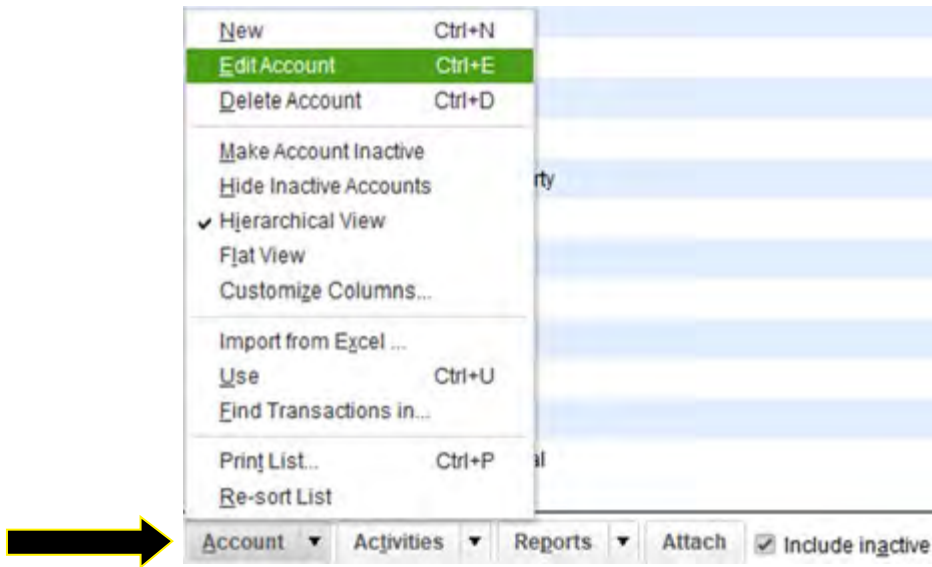 New Ctrl+N
Edit Account Ctrl+E
Delete Account Ctrl+D
Make Account Inactive
Hide Inactive Accounts
rty
Hierarchical View
Flat View
Customize Columns...
Import from Excel ...
Use Ctrl+U
Find Transactions in...
Print List... Ctrl+P
al
Re-sort List
Account Activities Reports Attach Include inactive